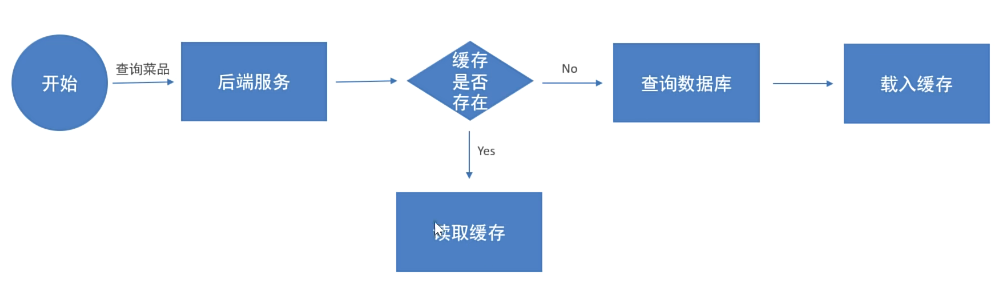 开始
查询菜品
后端服务
缓存
是否
存在
No
查询数据库
载入缓存
Yes
读取缓存